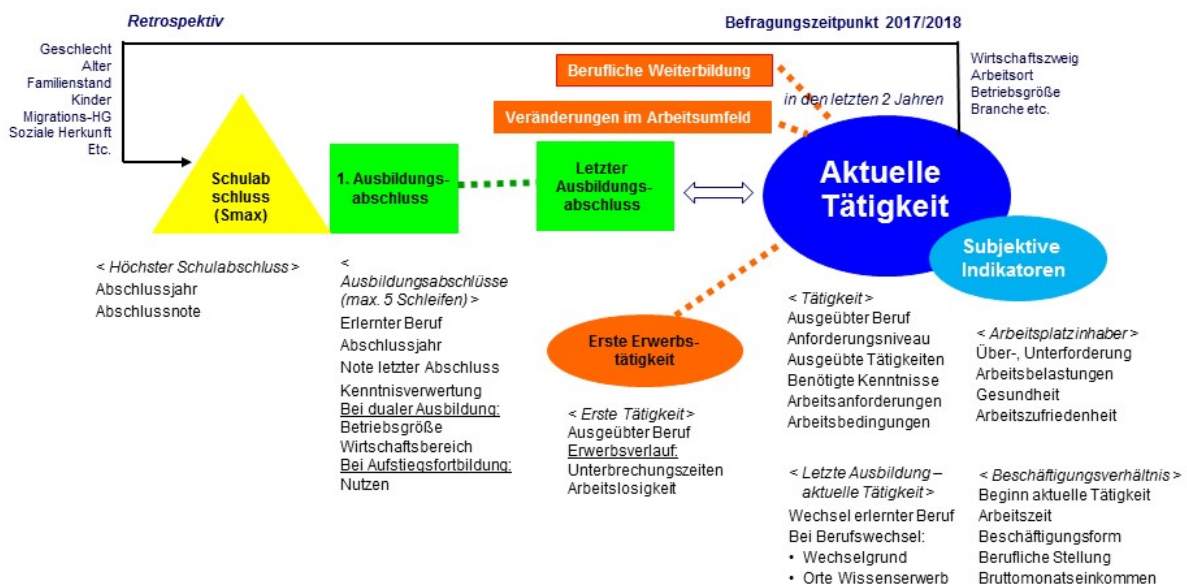 Retrospektiv
Befragungszeitpunkt 2017/2018
Geschlecht
Alter
Familienstand
Kinder
Migrations-HG
Soziale Herkunft
Etc.
Berufliche Weiterbildung
Veränderungen im Arbeitsumfeld
in den letzten 2 Jahren
Wirtschaftszweig
Arbeitsort
Betriebsgröße
Branche etc.
Schulab
schluss
(Smax)
1. Ausbildungs-
abschluss
Letzter
Ausbildungs-
abschluss
Aktuelle
Tätigkeit
Subjektive
Indikatoren
Erste Erwerbs-
tätigkeit
< Höchster Schulabschluss >
Abschlussjahr
Abschlussnote
<
Ausbildungsabschlüsse
(max. 5 Schleifen) >
Erlernter Beruf
Abschlussjahr
Note letzter Abschluss
Kenntnisverwertung
Bei dualer Ausbildung:
Betriebsgröße
Wirtschaftsbereich
Bei Aufstiegsfortbildung:
Nutzen
< Erste Tätigkeit >
Ausgeübter Beruf
Erwerbsverlauf:
Unterbrechungszeiten
Arbeitslosigkeit
< Tätigkeit >
Ausgeübter Beruf
Anforderungsniveau
Ausgeübte Tätigkeiten
Benötigte Kenntnisse
Arbeitsanforderungen
Arbeitsbedingungen
< Arbeitsplatzinhaber >
Über-, Unterforderung
Arbeitsbelastungen
Gesundheit
Arbeitszufriedenheit
< Letzte Ausbildung –
aktuelle Tätigkeit >
Wechsel erlernter Beruf
Bei Berufswechsel:
• Wechselgrund
• Orte Wissenserwerb
< Beschäftigungsverhältnis >
Beginn aktuelle Tätigkeit
Arbeitszeit
Beschäftigungsform
Berufliche Stellung
Bruttomonatseinkommen